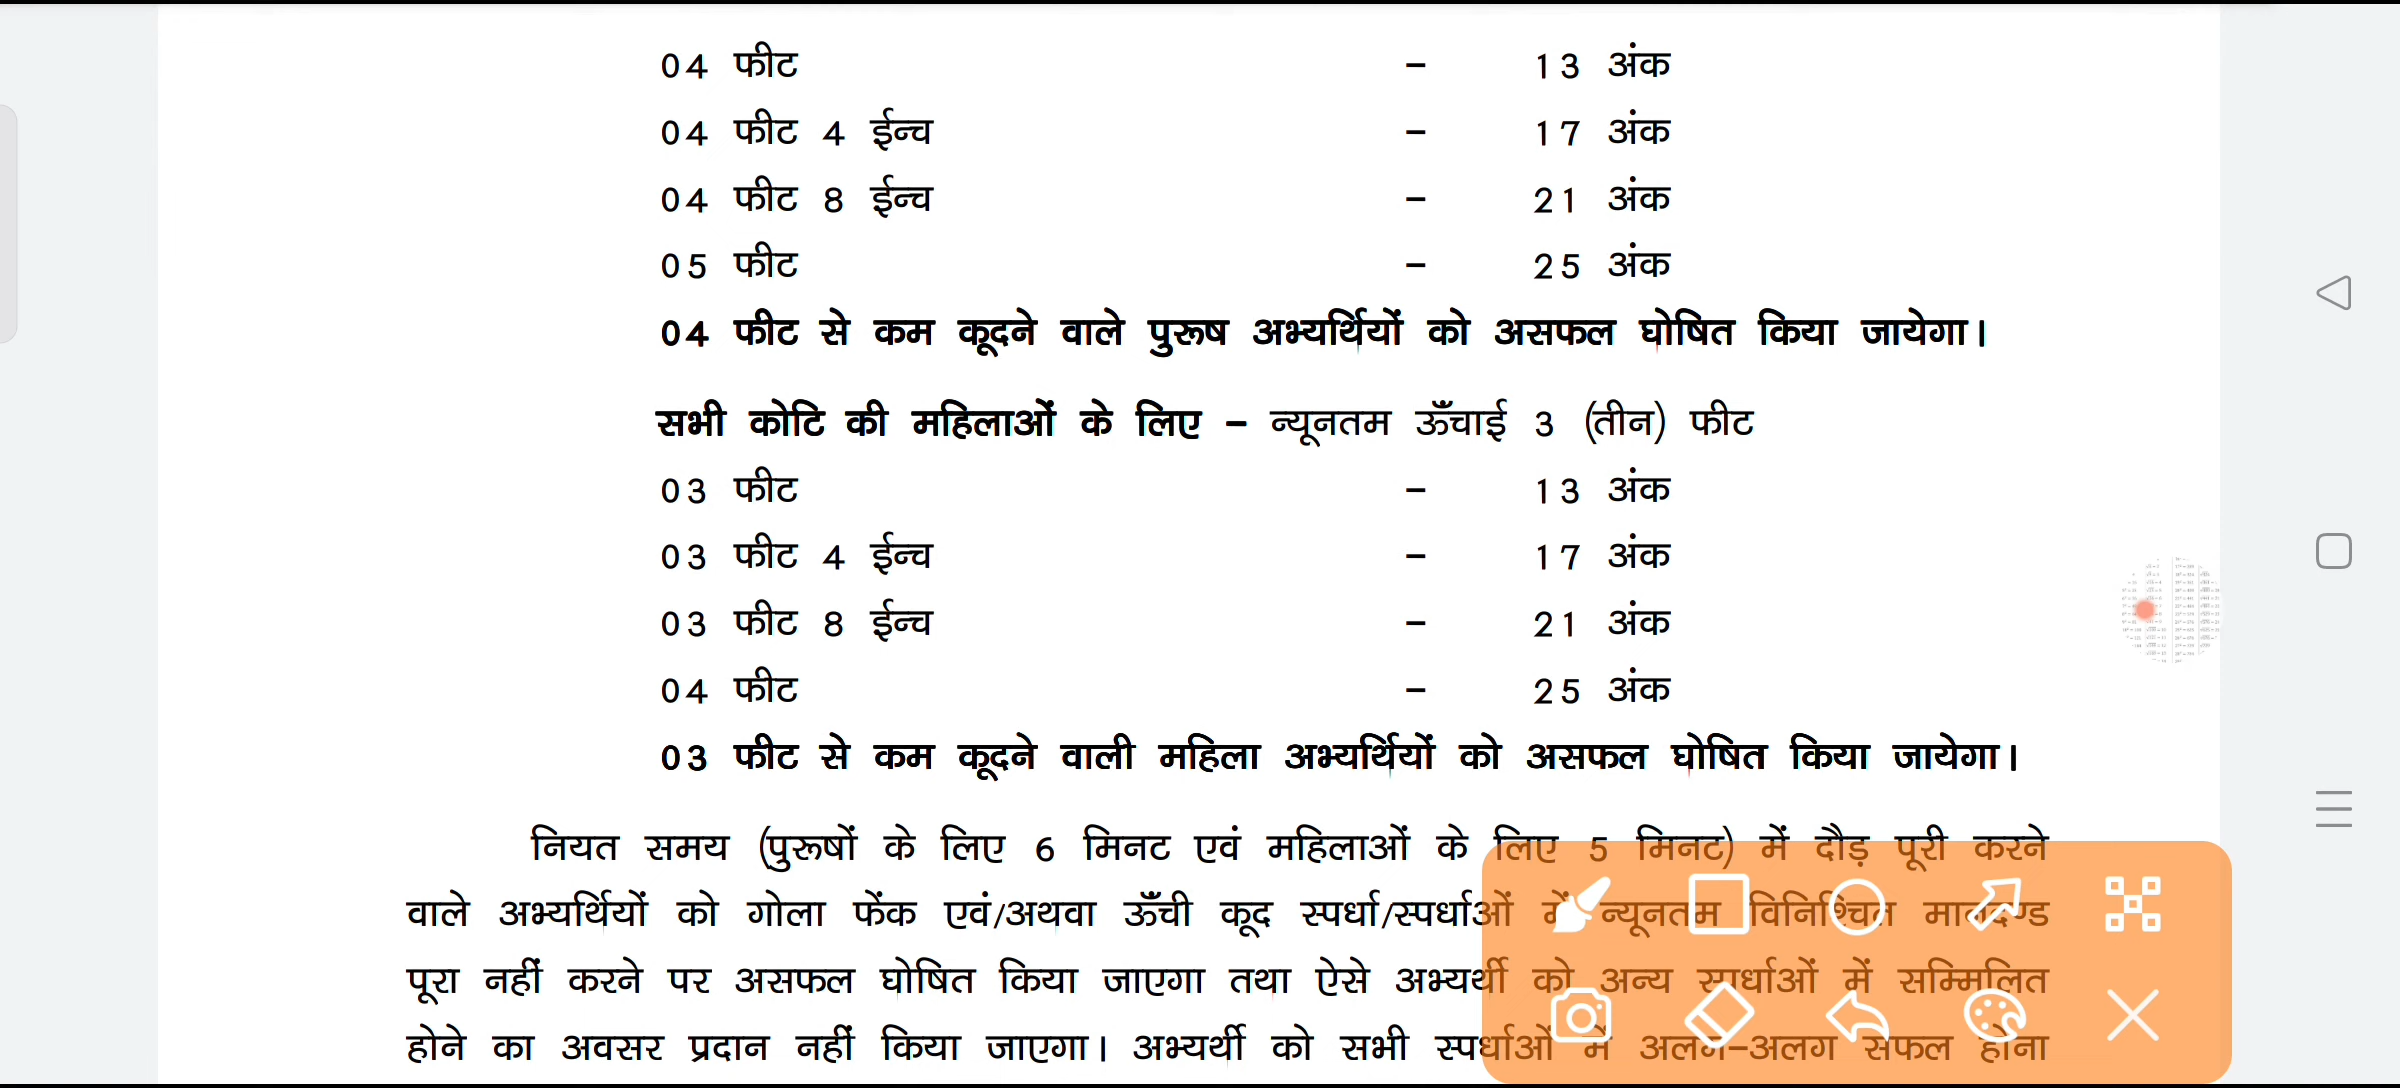 04 फीट – 13 अंक
04 फीट 4 ईन्च – 17 अंक
04 फीट 8 ईन्च – 21 अंक
05 फीट – 25 अंक
04 फीट से कम कूदने वाले पुरूष अभ्यर्थियों को असफल घोषित किया जायेगा।
सभी कोटि की महिलाओं के लिए – न्यूनतम ऊँचाई 3 (तीन) फीट
03 फीट – 13 अंक
03 फीट 4 ईन्च – 17 अंक
03 फीट 8 ईन्च – 21 अंक
04 फीट – 25 अंक
03 फीट से कम कूदने वाली महिला अभ्यर्थियों को असफल घोषित किया जायेगा।
नियत समय (पुरूषों के लिए 6 मिनट एवं महिलाओं के लिए 5 मिनट) में दौड़ पूरी करने
वाले अभ्यर्थियों को गोला फेंक एवं/अथवा ऊँची कूद स्पर्धा/स्पर्धाओं में न्यूनतम विनिश्चित मानदण्ड
पूरा नहीं करने पर असफल घोषित किया जाएगा तथा ऐसे अभ्यर्थी को अन्य स्पर्धाओं में सम्मिलित
होने का अवसर प्रदान नहीं किया जाएगा। अभ्यर्थी को सभी स्पर्धाओं में अलग–अलग सफल होना